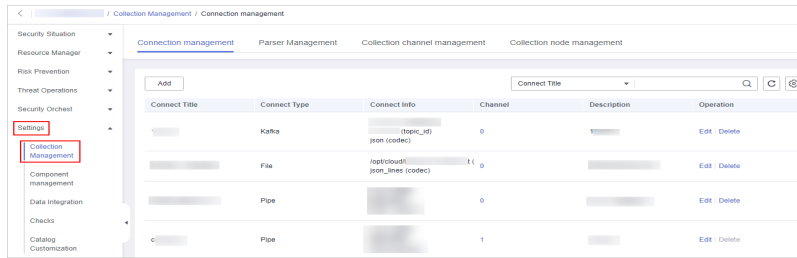 / Collection Management / Connection management
Security Situation
Resource Manager
Risk Prevention
Threat Operations
Security Orchest
Settings
Collection
Management
Component
management
Data Integration
Checks
Catalog
Customization
Connection management Parser Management Collection channel management Collection node management
Add Connect Title
Connect Title Connect Type Connect Info Channel Description Operation
Kafka (topic_id) 0 Edit Delete
json (codec)
File /opt/cloud/ t ( 0 Edit Delete
json_lines (codec)
Pipe 0 Edit Delete
Pipe 1 Edit Delete